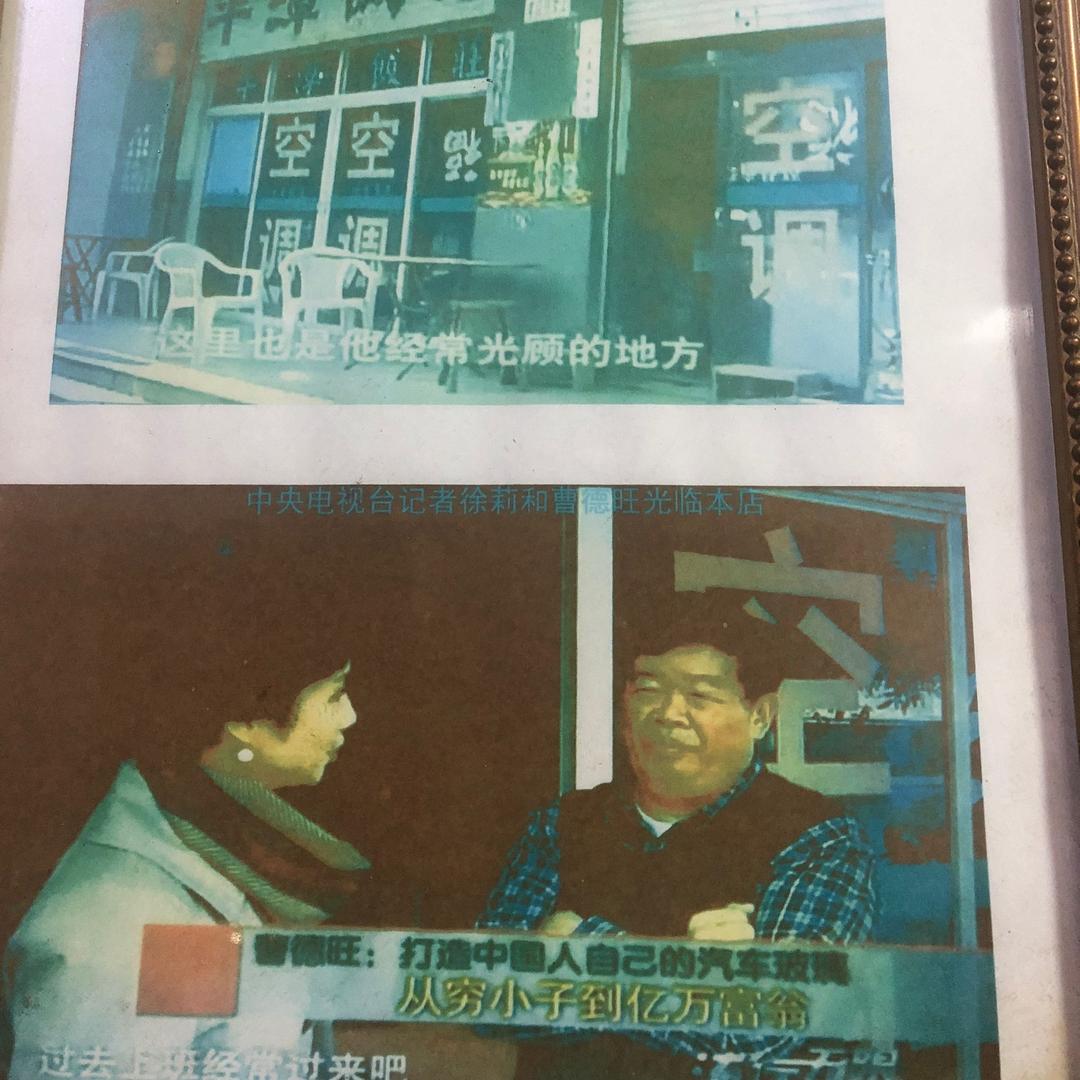 平潭
空 空 空
调 调 调
这里也是他经常光顾的地方
中央电视台记者徐莉和曹德旺光临本店
空
曹德旺：打造中国人自己的汽车玻璃
从穷小子到亿万富翁
过去上班经常过来吧